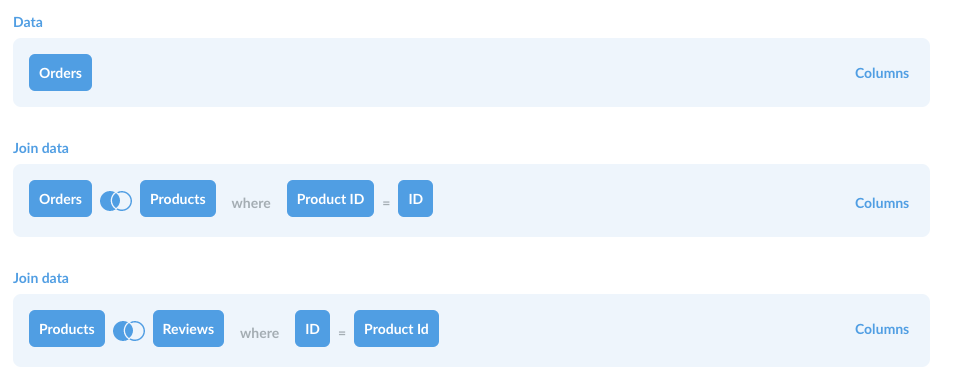 Data
Orders Columns
Join data
Orders Products where Product ID = ID Columns
Join data
Products Reviews where ID = Product Id Columns